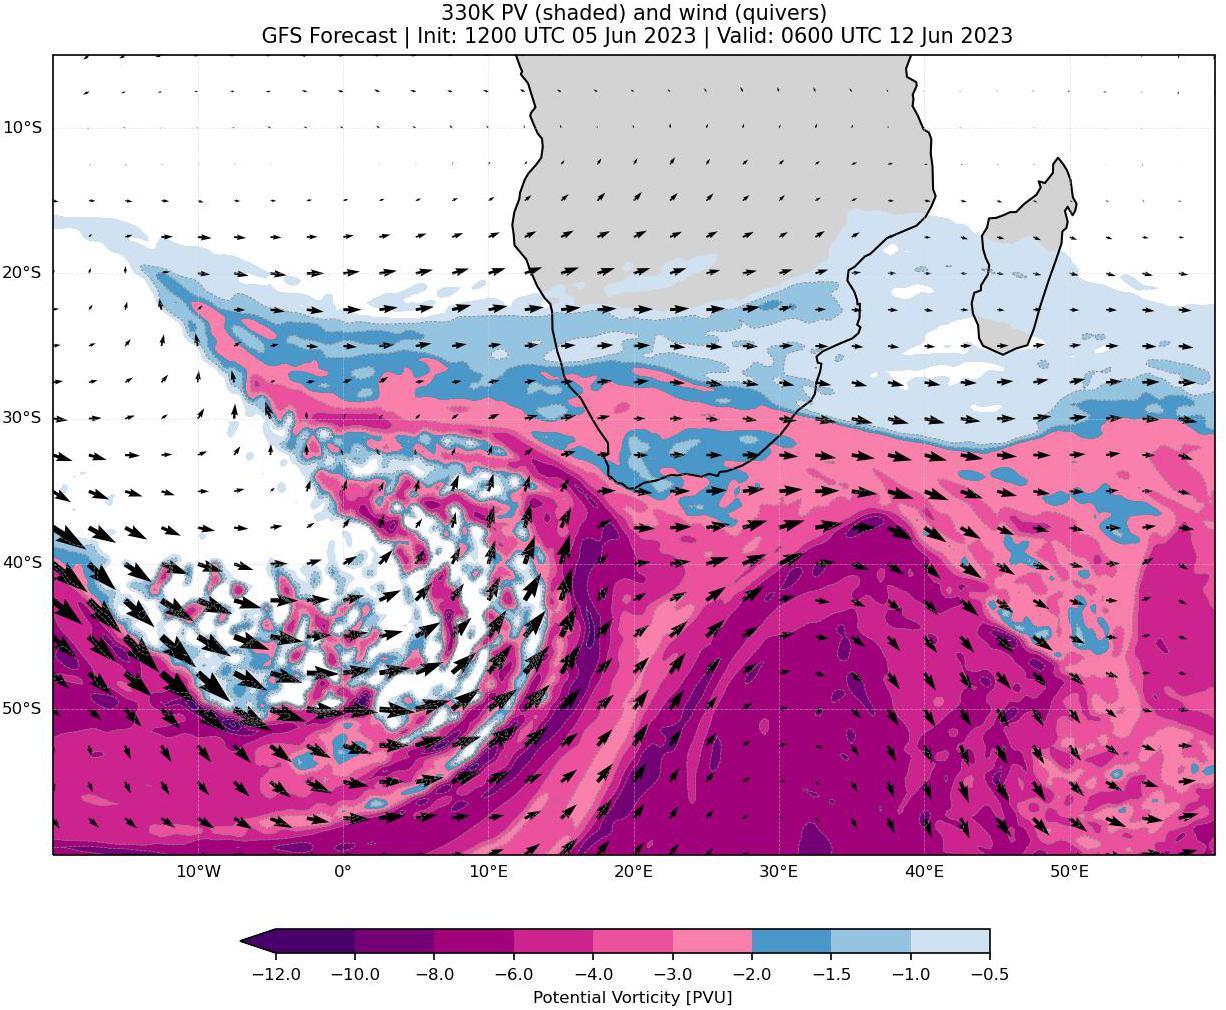 330K PV (shaded) and wind (quivers)
GFS Forecast | Init: 1200 UTC 05 Jun 2023 | Valid: 0600 UTC 12 Jun 2023
10°S
20°S
30°S
40°S
50°S
10°W 0° 10°E 20°E 30°E 40°E 50°E
−12.0 −10.0 −8.0 −6.0 −4.0 −3.0 −2.0 −1.5 −1.0 −0.5
Potential Vorticity [PVU]